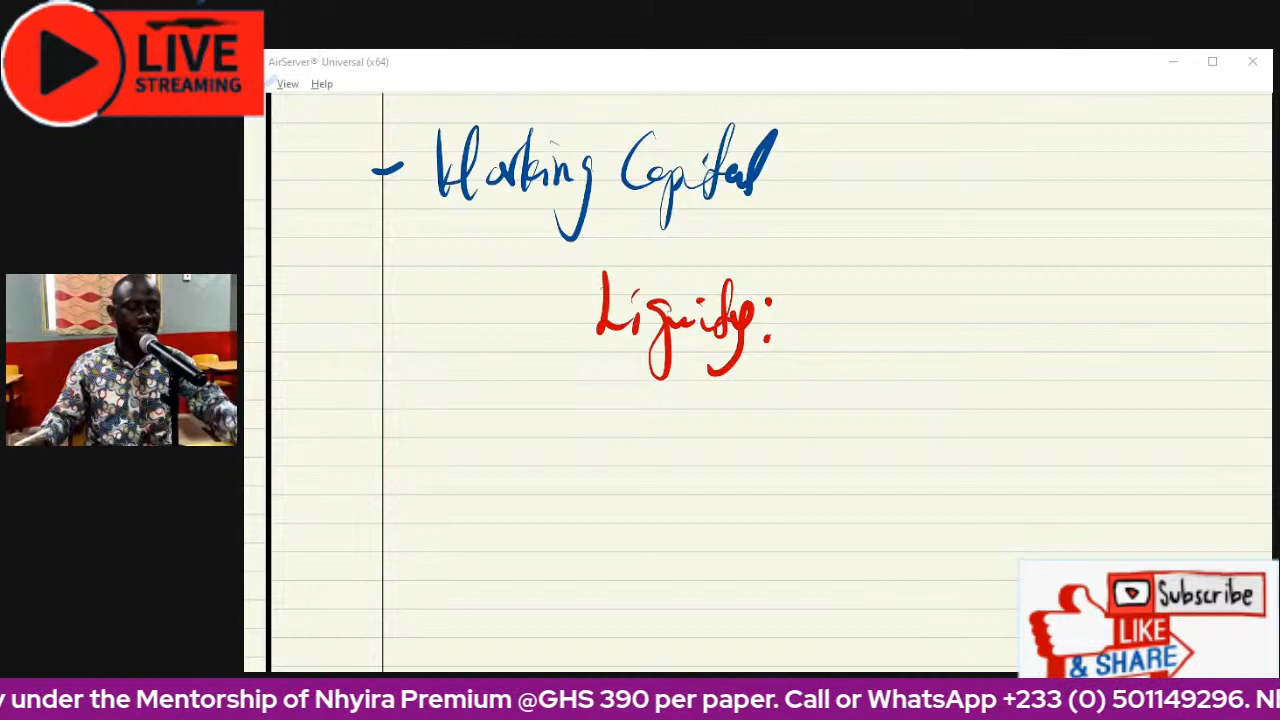 LIVE
STREAMING
AirServer® Universal (x64)
View Help
- Working Capital
Liquidity:
Subscribe
LIKE
& SHARE
y under the Mentorship of Nhyira Premium @GHS 390 per paper. Call or WhatsApp +233 (0) 501149296. Nh